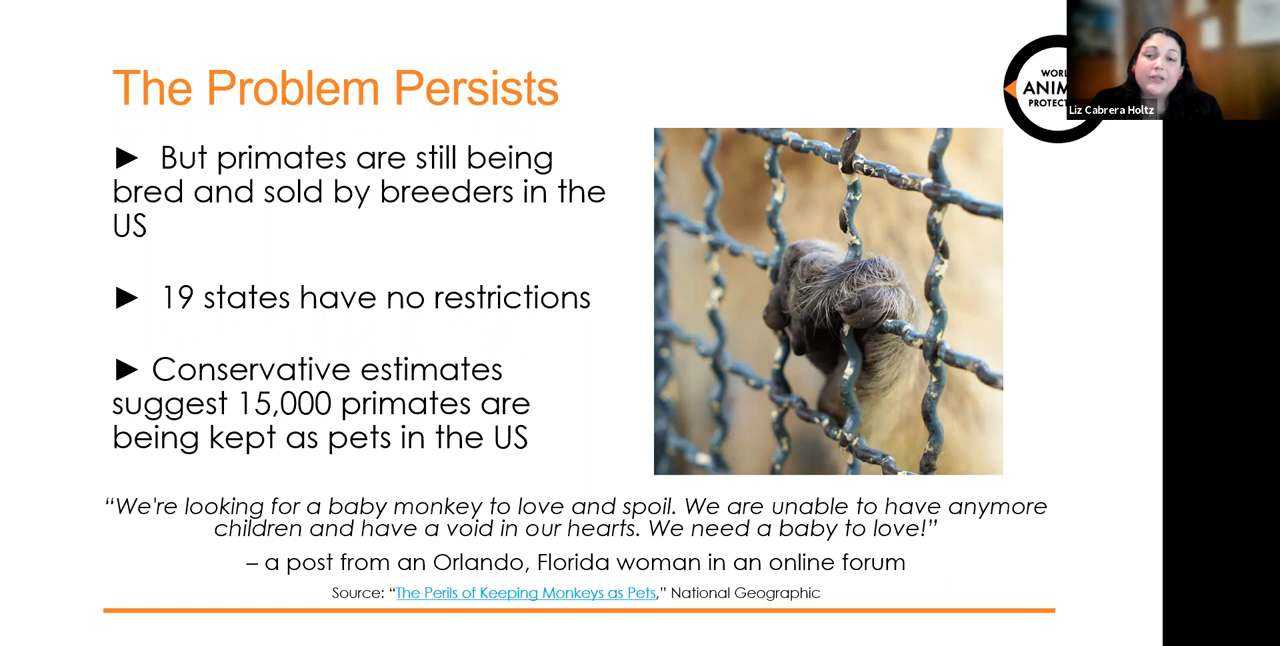 The Problem Persists
► But primates are still being
bred and sold by breeders in the
US
► 19 states have no restrictions
► Conservative estimates
suggest 15,000 primates are
being kept as pets in the US
“We're looking for a baby monkey to love and spoil. We are unable to have anymore
children and have a void in our hearts. We need a baby to love!”
– a post from an Orlando, Florida woman in an online forum
Source: “The Perils of Keeping Monkeys as Pets,” National Geographic
Liz Cabrera Holtz